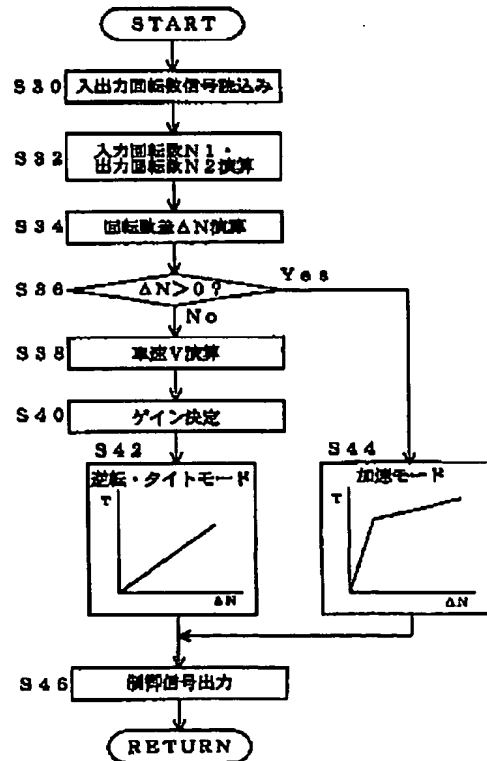 START
S30 入出力回転数信号読込み
S32 入力回転数N1・
出力回転数N2演算
S34 回転数差ΔN演算
S36 ΔN>0?
Yes
No
S38 車速V演算
S40 ゲイン決定
S42
逆転・タイトモード
T
ΔN
S44
加速モード
T
ΔN
S46 制御信号出力
RETURN